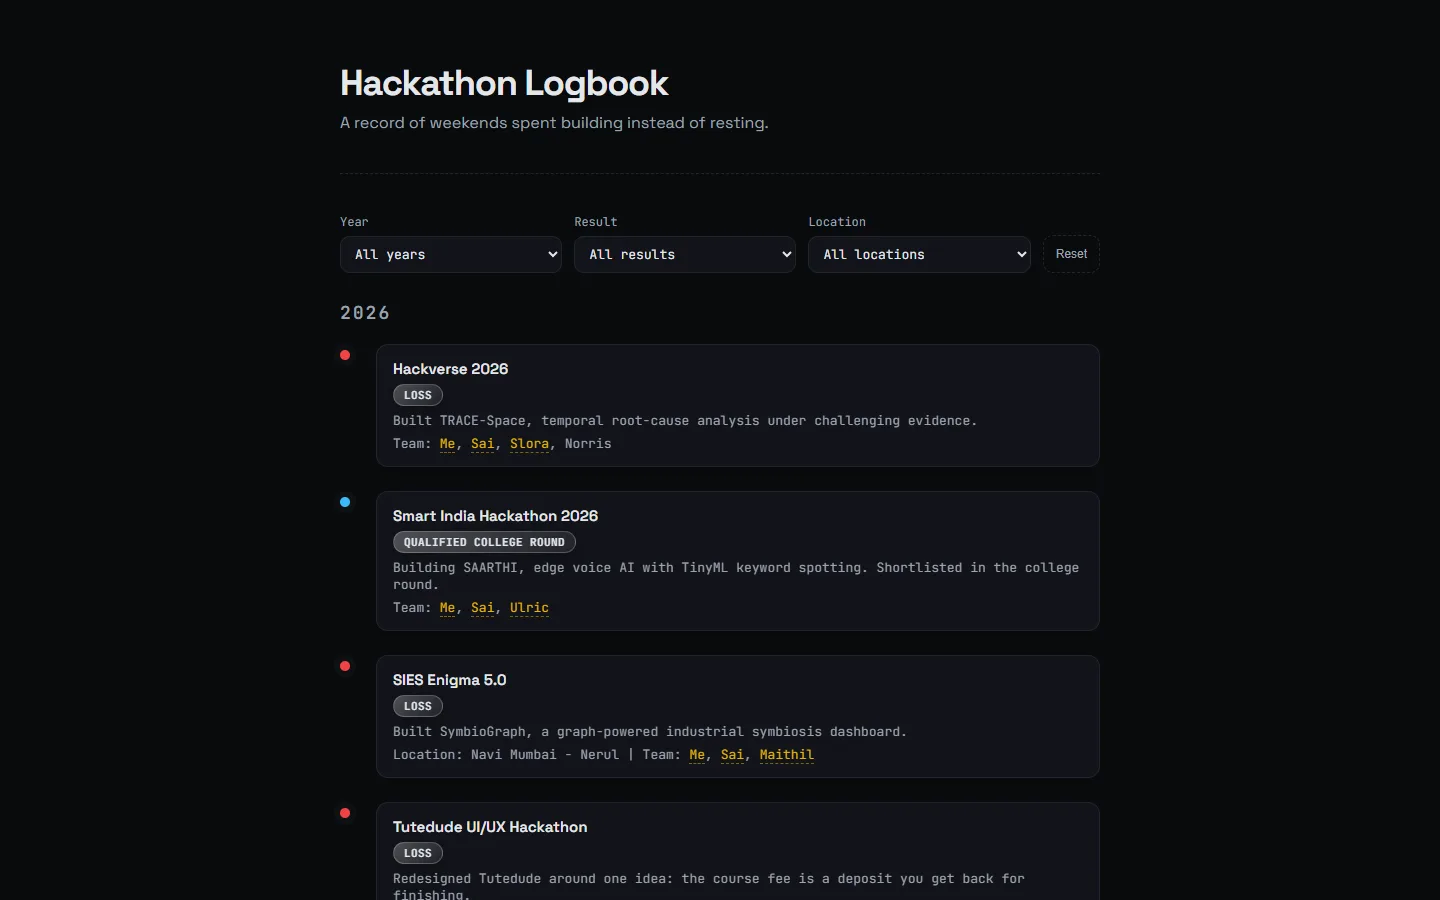 Hackathon Logbook
A record of weekends spent building instead of resting.
Year
Result
Location
All years
All results
All locations
Reset
2026
Hackverse 2026
LOSS
Built TRACE-Space, temporal root-cause analysis under challenging evidence.
Team: Me, Sai, Slora, Norris
Smart India Hackathon 2026
QUALIFIED COLLEGE ROUND
Building SAARTHI, edge voice AI with TinyML keyword spotting. Shortlisted in the college
round.
Team: Me, Sai, Ulric
SIES Enigma 5.0
LOSS
Built SymbioGraph, a graph-powered industrial symbiosis dashboard.
Location: Navi Mumbai - Nerul | Team: Me, Sai, Maithil
Tutedude UI/UX Hackathon
LOSS
Redesigned Tutedude around one idea: the course fee is a deposit you get back for
finishing.